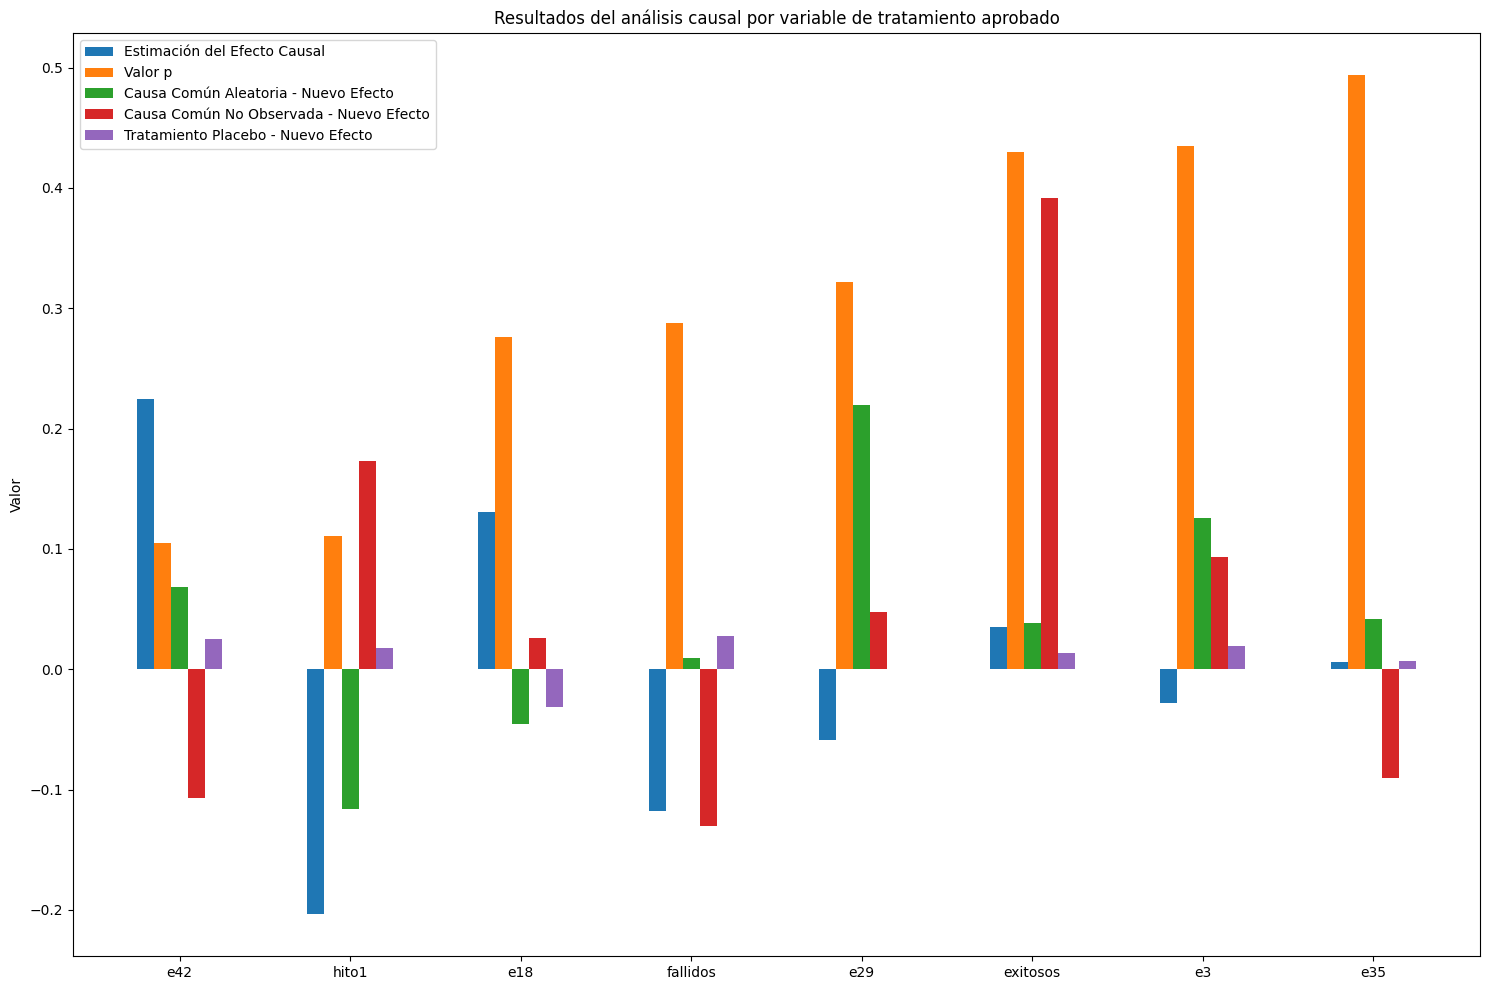 Resultados del análisis causal por variable de tratamiento aprobado
Estimación del Efecto Causal
Valor p
Causa Común Aleatoria - Nuevo Efecto
Causa Común No Observada - Nuevo Efecto
Tratamiento Placebo - Nuevo Efecto
Valor
0.5
0.4
0.3
0.2
0.1
0.0
−0.1
−0.2
e42 hito1 e18 fallidos e29 exitosos e3 e35